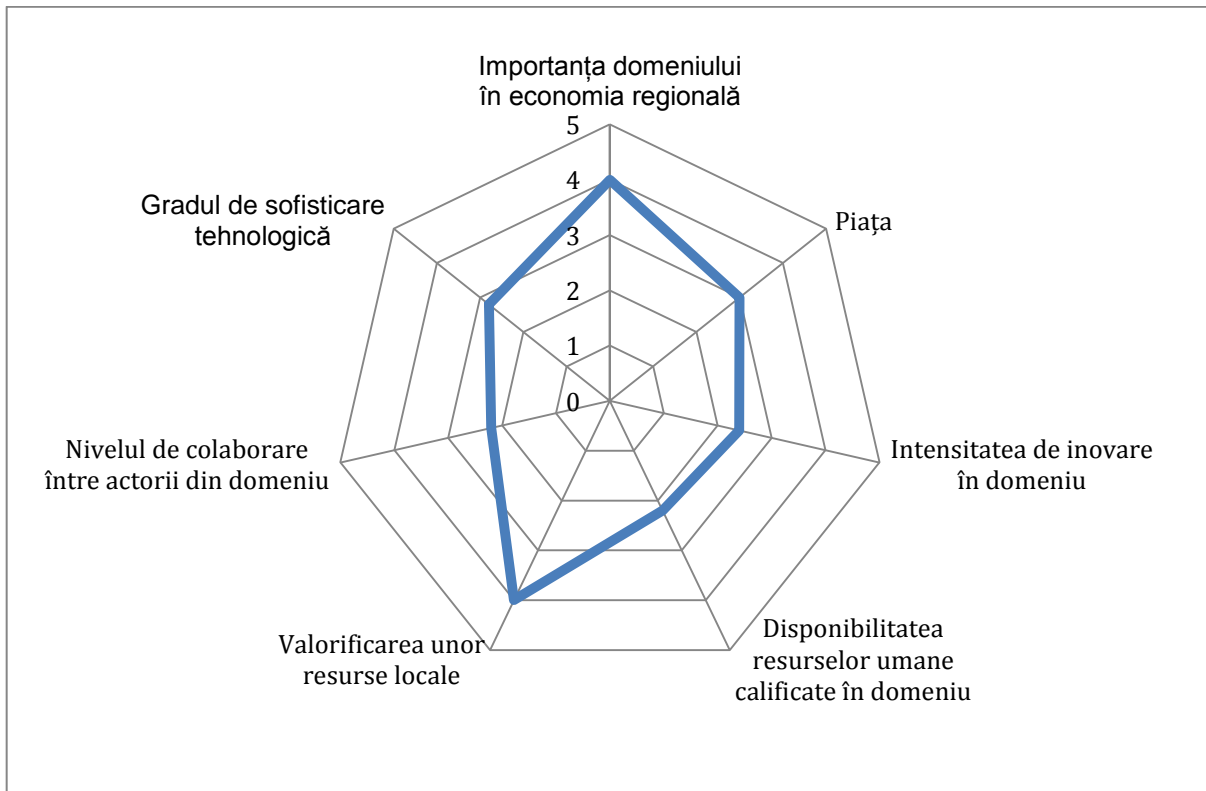 Importanța domeniului
în economia regională
5
4
3
2
1
0
Piața
Intensitatea de inovare
în domeniu
Disponibilitatea
resurselor umane
calificate în domeniu
Valorificarea unor
resurse locale
Nivelul de colaborare
între actorii din domeniu
Gradul de sofisticare
tehnologică